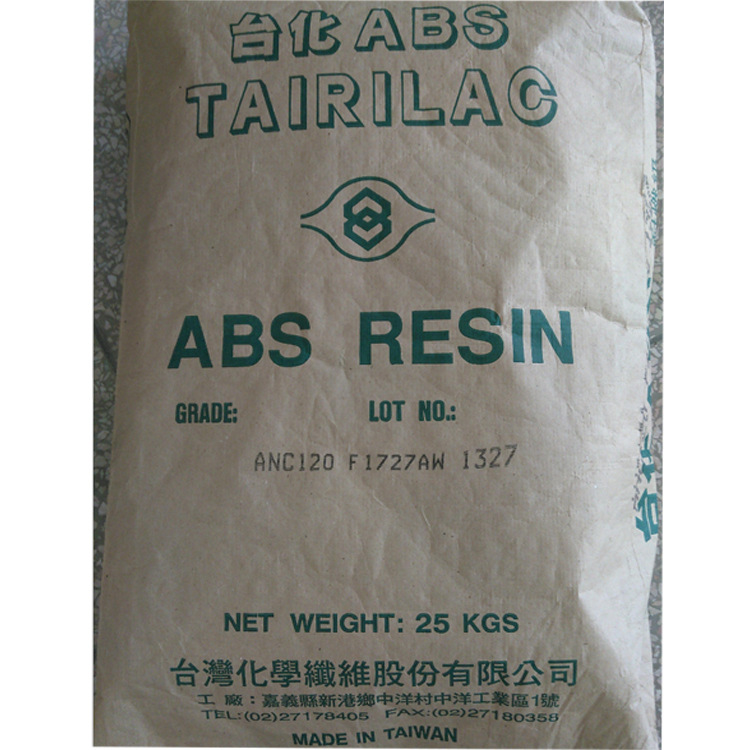 台化ABS
TAIRILAC
ABS RESIN
GRADE: LOT NO.:
ANC120 F1727AW 1327
NET WEIGHT: 25 KGS
台灣化學纖維股份有限公司
工廠：嘉義縣新港鄉中洋村中洋工業區1號
TEL:(02)27178405 FAX:(02)27180358
MADE IN TAIWAN